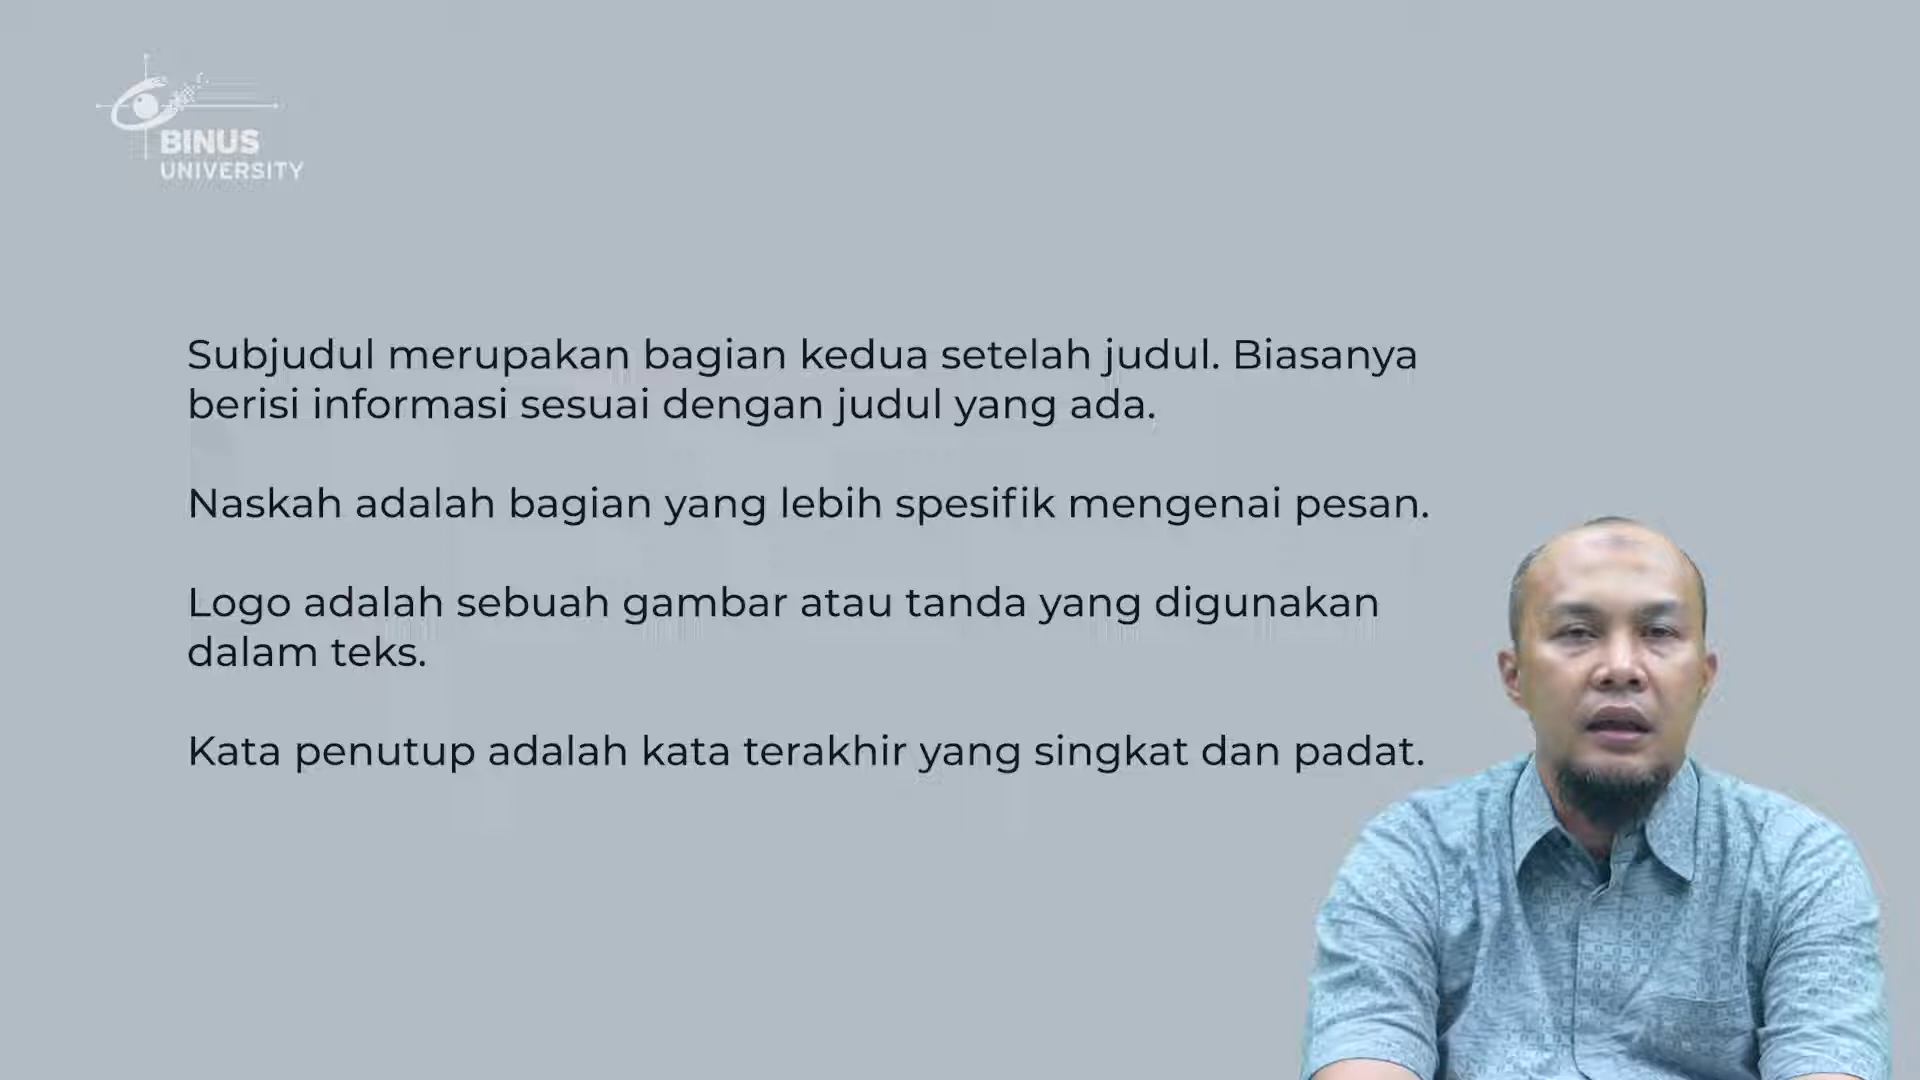 BINUS
UNIVERSITY
Subjudul merupakan bagian kedua setelah judul. Biasanya
berisi informasi sesuai dengan judul yang ada.
Naskah adalah bagian yang lebih spesifik mengenai pesan.
Logo adalah sebuah gambar atau tanda yang digunakan
dalam teks.
Kata penutup adalah kata terakhir yang singkat dan padat.